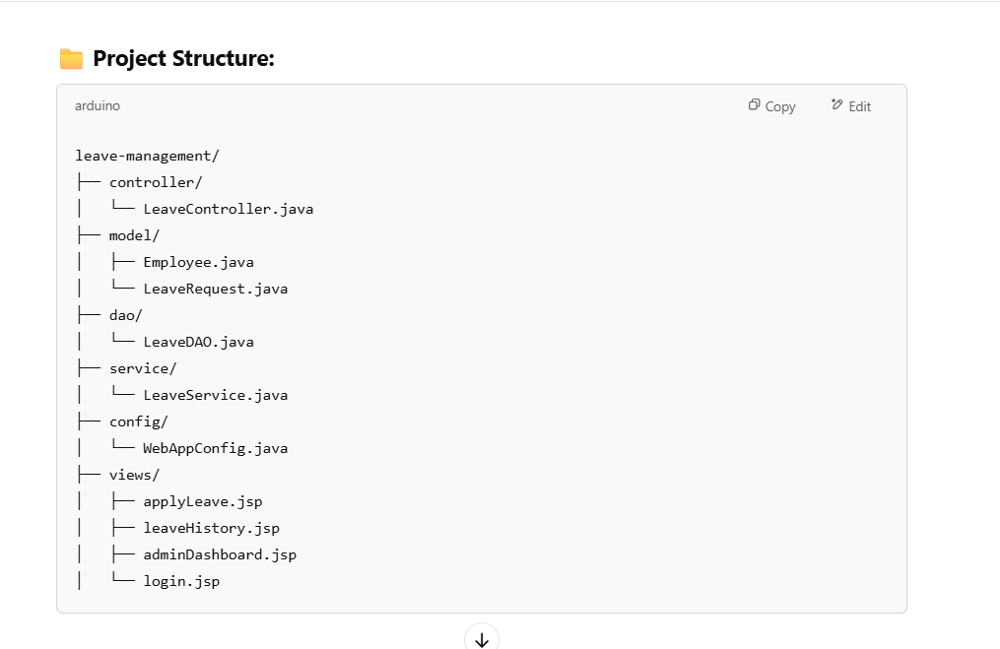 📁 Project Structure:
arduino
Copy
Edit
leave-management/
├── controller/
│   └── LeaveController.java
├── model/
│   ├── Employee.java
│   └── LeaveRequest.java
├── dao/
│   └── LeaveDAO.java
├── service/
│   └── LeaveService.java
├── config/
│   └── WebAppConfig.java
├── views/
│   ├── applyLeave.jsp
│   ├── leaveHistory.jsp
│   ├── adminDashboard.jsp
│   └── login.jsp